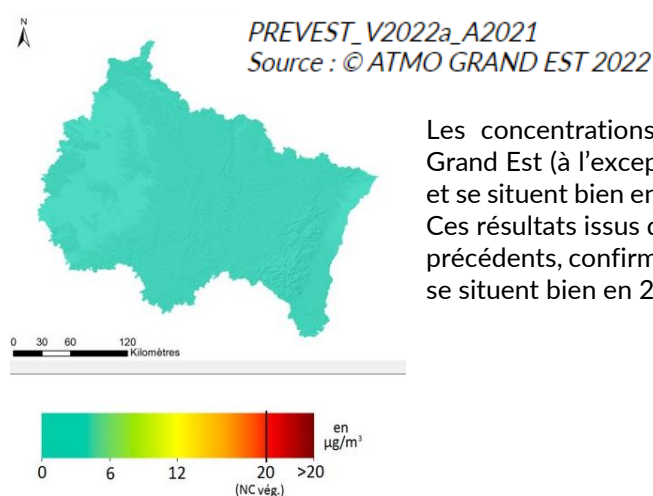 N
PREVEST_V2022a_A2021
Source : © ATMO GRAND EST 2022
Les concentrations
Grand Est (à l’excep
et se situent bien en
Ces résultats issus
précédents, confirm
se situent bien en 2
0 30 60 120
Kilomètres
en
µg/m³
0 6 12 20 >20
(NC vég.)